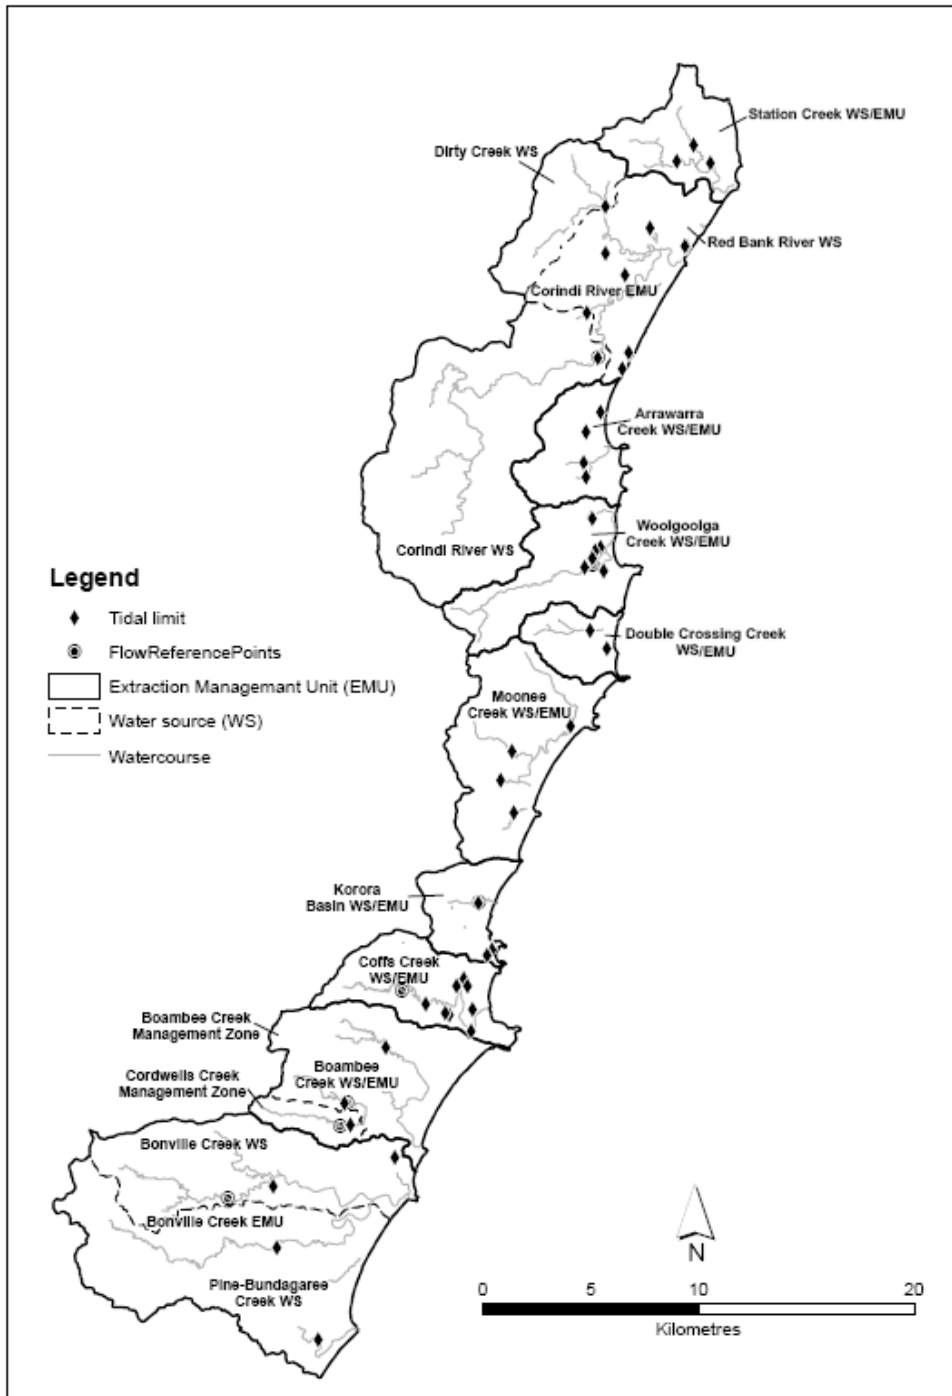 Station Creek WS/EMU
Dirty Creek WS
Red Bank River WS
Corindi River EMU
Arrawarra
Creek WS/EMU
Corindi River WS
Woolgoolga
Creek WS/EMU
Double Crossing Creek
WS/EMU
Moonee
Creek WS/EMU
Korora
Basin WS/EMU
Coffs Creek
WS/EMU
Boambee Creek
Management Zone
Boambee
Creek WS/EMU
Cordwells Creek
Management Zone
Bonville Creek WS
Bonville Creek EMU
Pine-Bundagaree
Creek WS
Legend
Tidal limit
FlowReferencePoints
Extraction Managemant Unit (EMU)
Water source (WS)
Watercourse
N
0 5 10 20
Kilometres